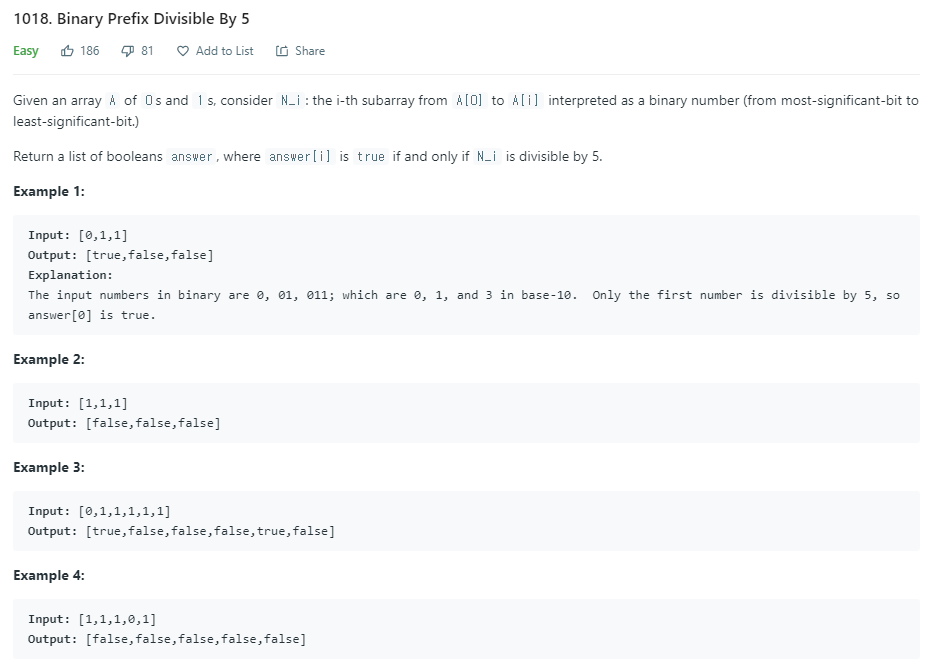 1018. Binary Prefix Divisible By 5
Easy 186 81 Add to List Share
Given an array A of 0s and 1s, consider N_i: the i-th subarray from A[0] to A[i] interpreted as a binary number (from most-significant-bit to
least-significant-bit.)
Return a list of booleans answer, where answer[i] is true if and only if N_i is divisible by 5.
Example 1:
Input: [0,1,1]
Output: [true,false,false]
Explanation:
The input numbers in binary are 0, 01, 011; which are 0, 1, and 3 in base-10.  Only the first number is divisible by 5, so
answer[0] is true.
Example 2:
Input: [1,1,1]
Output: [false,false,false]
Example 3:
Input: [0,1,1,1,1,1]
Output: [true,false,false,false,true,false]
Example 4:
Input: [1,1,1,0,1]
Output: [false,false,false,false,false]